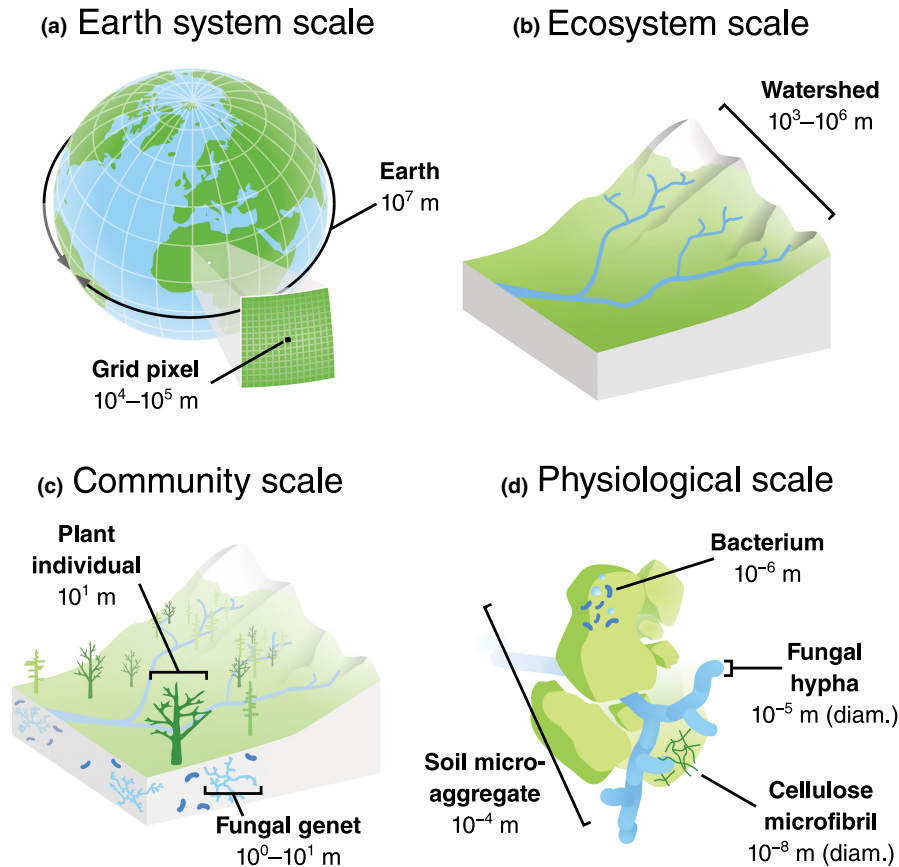 (a) Earth system scale
Earth
10⁷ m
Grid pixel
10⁴–10⁵ m
(b) Ecosystem scale
Watershed
10³–10⁶ m
(c) Community scale
Plant
individual
10¹ m
Fungal genet
10⁰–10¹ m
(d) Physiological scale
Bacterium
10⁻⁶ m
Fungal
hypha
10⁻⁵ m (diam.)
Soil micro-
aggregate
10⁻⁴ m
Cellulose
microfibril
10⁻⁸ m (diam.)